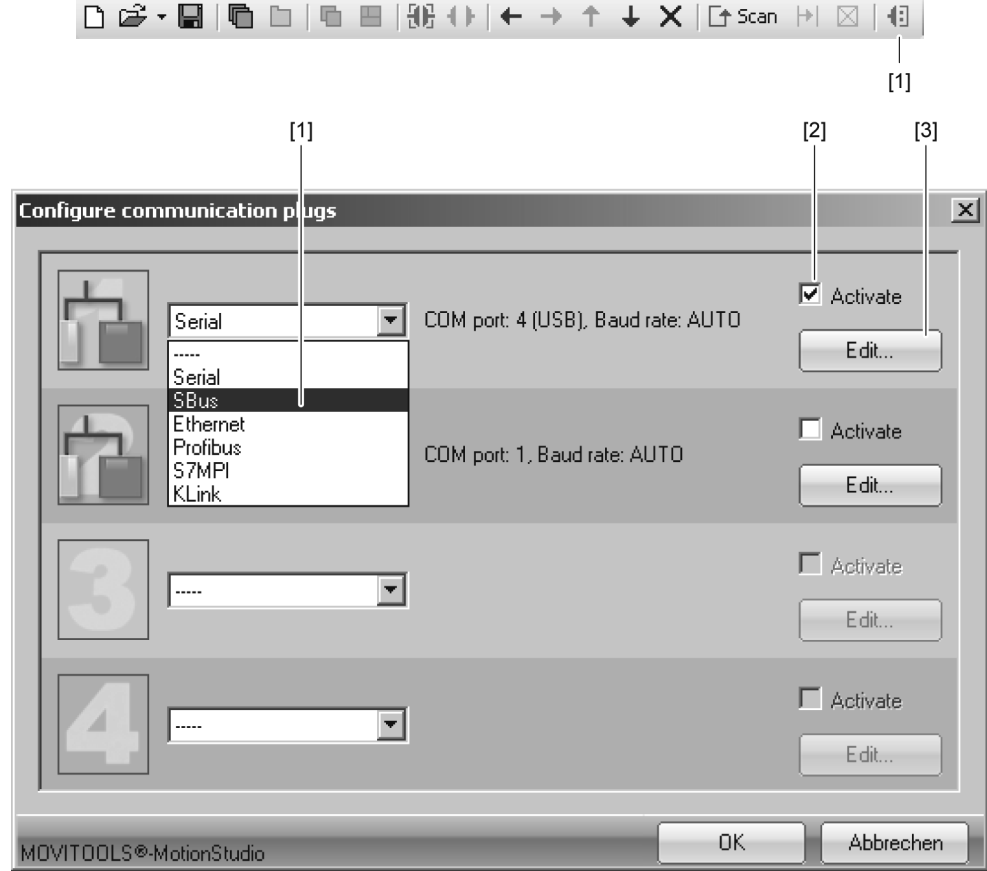 Scan
[1]
[1] [2] [3]
Configure communication plugs
Serial COM port: 4 (USB), Baud rate: AUTO Activate
Edit...
-----
Serial
SBus
Ethernet
Profibus
S7MPI
KLink
COM port: 1, Baud rate: AUTO Activate
Edit...
3 ----- Activate
Edit...
4 ----- Activate
Edit...
MOVITOOLS®-MotionStudio OK Abbrechen